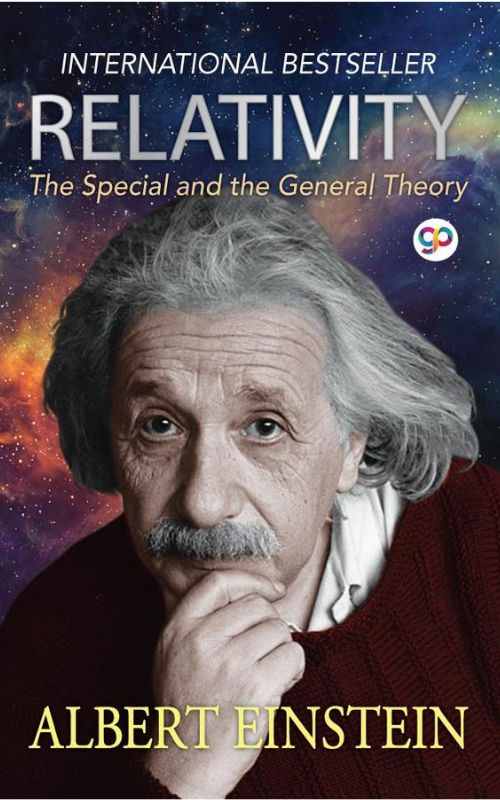 INTERNATIONAL BESTSELLER
RELATIVITY
The Special and the General Theory
gp
ALBERT EINSTEIN